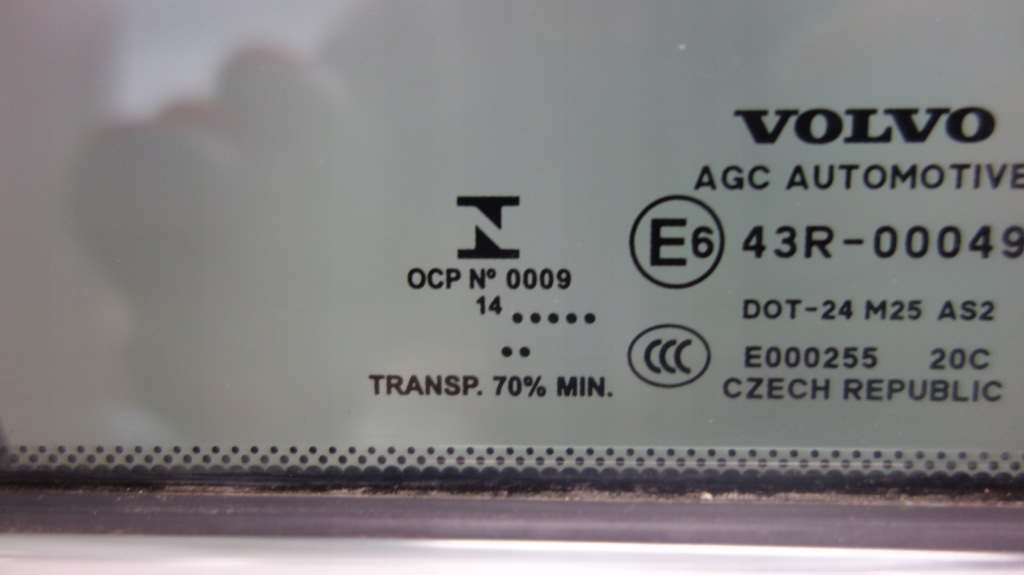 VOLVO
AGC AUTOMOTIVE
E6 43R-00049
OCP Nº 0009
14 .....
..
TRANSP. 70% MIN.
DOT-24 M25 AS2
CCC E000255 20C
CZECH REPUBLIC